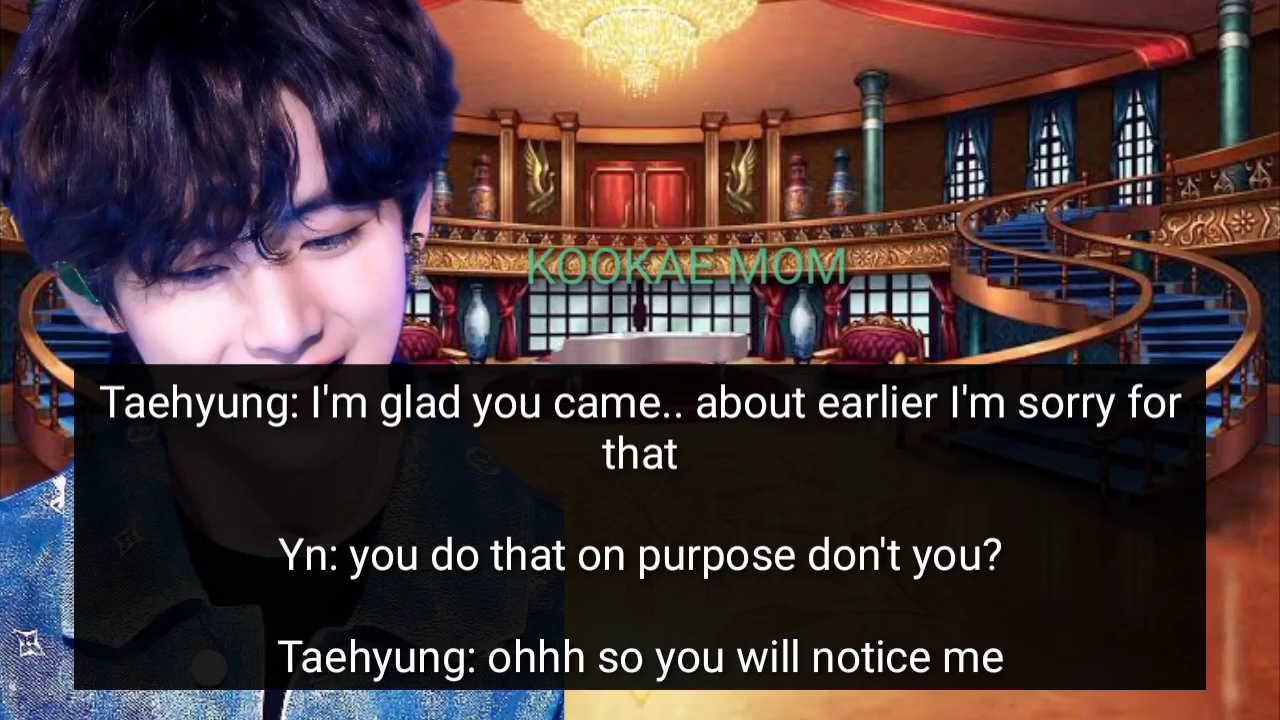 KOOKAE MOM
Taehyung: I'm glad you came.. about earlier I'm sorry for
that
Yn: you do that on purpose don't you?
Taehyung: ohhh so you will notice me